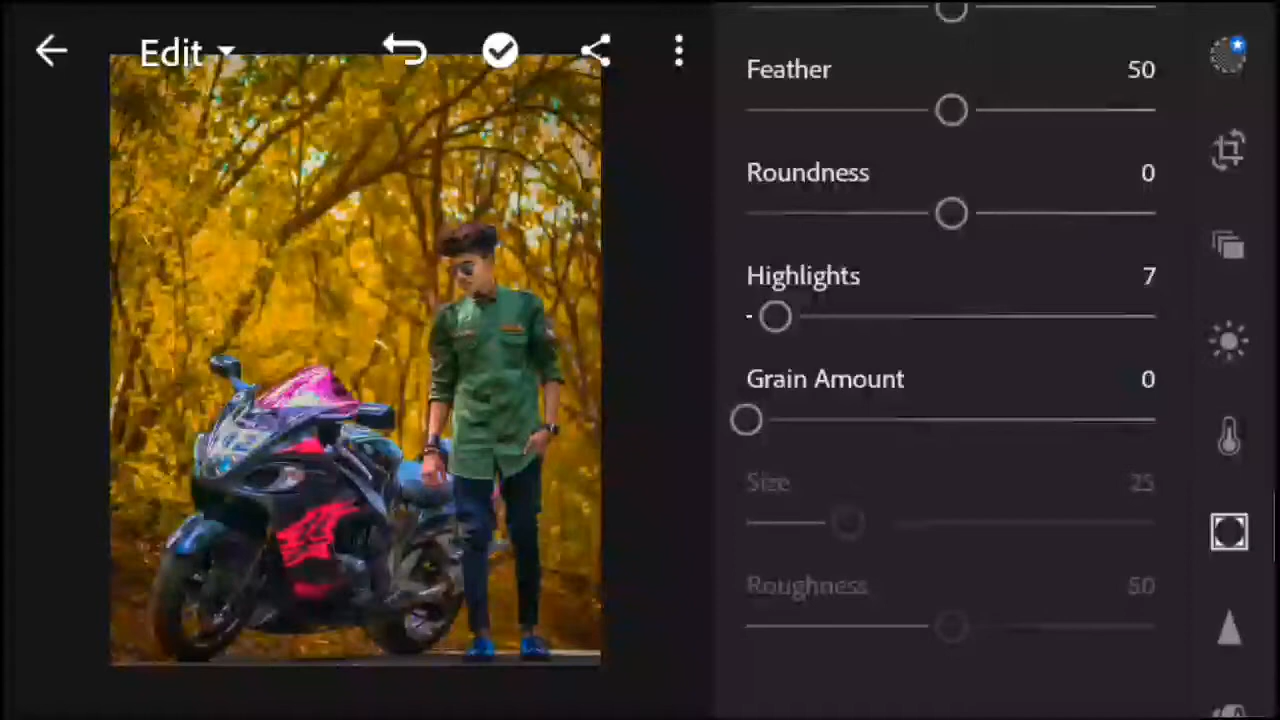 Edit
Feather 50
Roundness 0
Highlights 7
Grain Amount 0
Size 25
Roughness 50